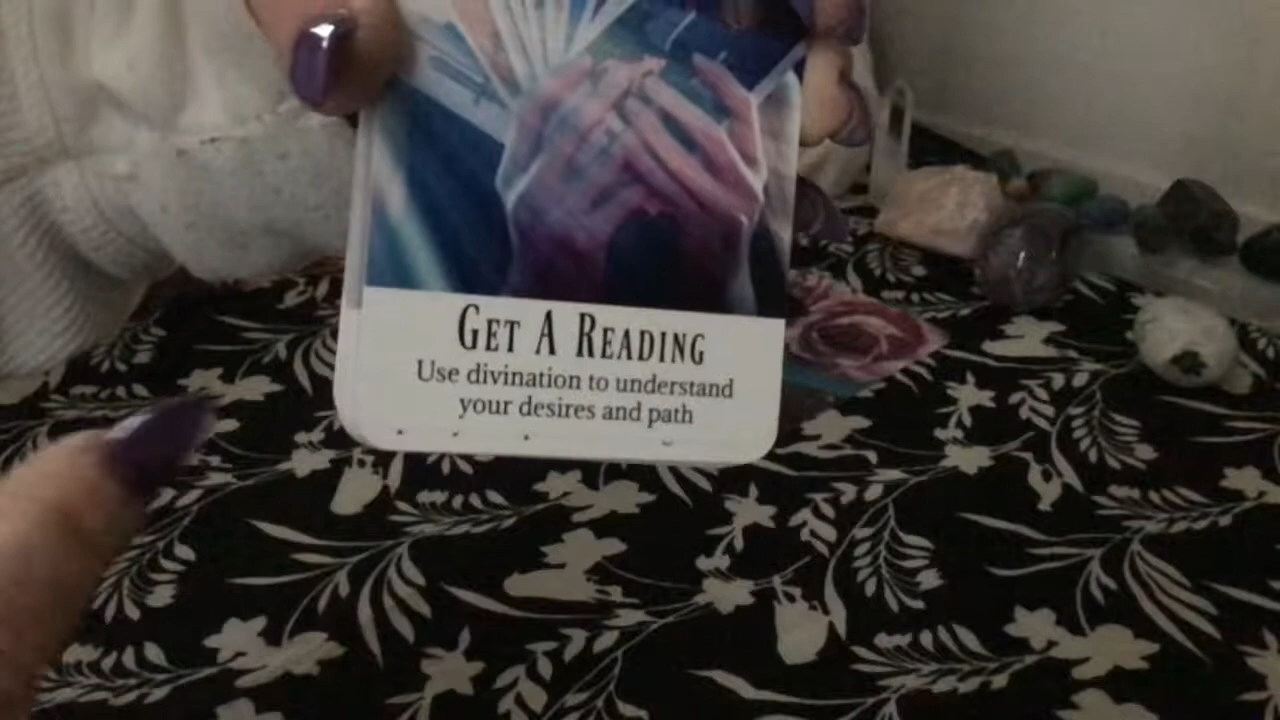 GET A READING
Use divination to understand
your desires and path